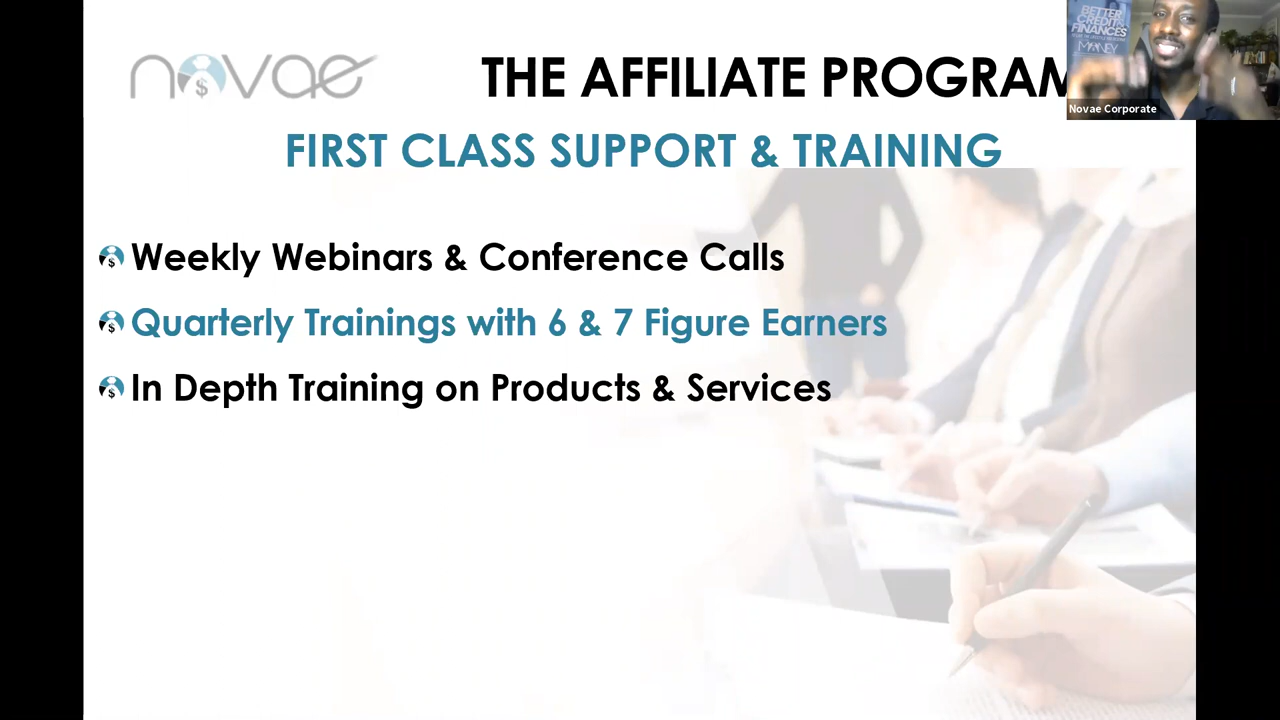 novae
THE AFFILIATE PROGRAM
BETTER
CREDIT
FINANCES
MONEY
Novae Corporate
FIRST CLASS SUPPORT & TRAINING
Weekly Webinars & Conference Calls
Quarterly Trainings with 6 & 7 Figure Earners
In Depth Training on Products & Services